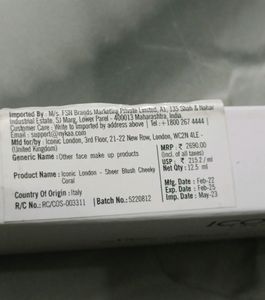 Imported By : M/s. FSN Brands Marketing Private Limited, A1, 135 Shah & Nahar
Industrial Estate, SJ Marg, Lower Parel - 400013 Maharashtra, India
Customer Care : Write to Imported by address above | Tel : +1800 267 4444 |
Email : support@nykaa.com
Mfd for/by : Iconic London, 3rd Floor, 21-22 New Row, London, WC2N 4LE -
(United Kingdom)
Generic Name : Other face make up products
Product Name : Iconic London - Sheer Blush Cheeky
Coral
Country Of Origin : Italy
R/C No.: RC/COS-003311
Batch No.: S220812
MRP : ₹ 2690.00
(Incl. of all taxes)
USP : ₹ 215.2 / ml
Net Qty : 12.5 ml
Mfg. Date : Feb-22
Exp. Date : Feb-25
Imp. Date : May-23